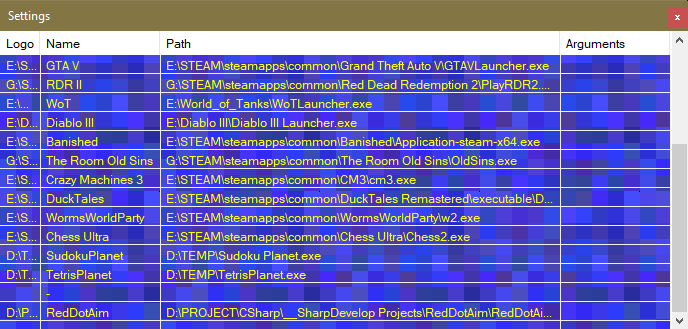 Settings
Logo Name Path Arguments
E:\S... GTA V E:\STEAM\steamapps\common\Grand Theft Auto V\GTAVLauncher.exe
G:\S... RDR II G:\STEAM\steamapps\common\Red Dead Redemption 2\PlayRDR2....
E:\... WoT E:\World_of_Tanks\WoTLauncher.exe
E:\D... Diablo III E:\Diablo III\Diablo III Launcher.exe
E:\S... Banished E:\STEAM\steamapps\common\Banished\Application-steam-x64.exe
G:\S... The Room Old Sins E:\STEAM\steamapps\common\The Room Old Sins\OldSins.exe
E:\S... Crazy Machines 3 E:\STEAM\steamapps\common\CM3\cm3.exe
E:\S... DuckTales E:\STEAM\steamapps\common\DuckTales Remastered\executable\D...
E:\S... WormsWorldParty E:\STEAM\steamapps\common\WormsWorldParty\w2.exe
E:\S... Chess Ultra E:\STEAM\steamapps\common\Chess Ultra\Chess2.exe
D:\T... SudokuPlanet D:\TEMP\Sudoku Planet.exe
D:\T... TetrisPlanet D:\TEMP\TetrisPlanet.exe
-
D:\P... RedDotAim D:\PROJECT\CSharp\__SharpDevelop Projects\RedDotAim\RedDotAi...